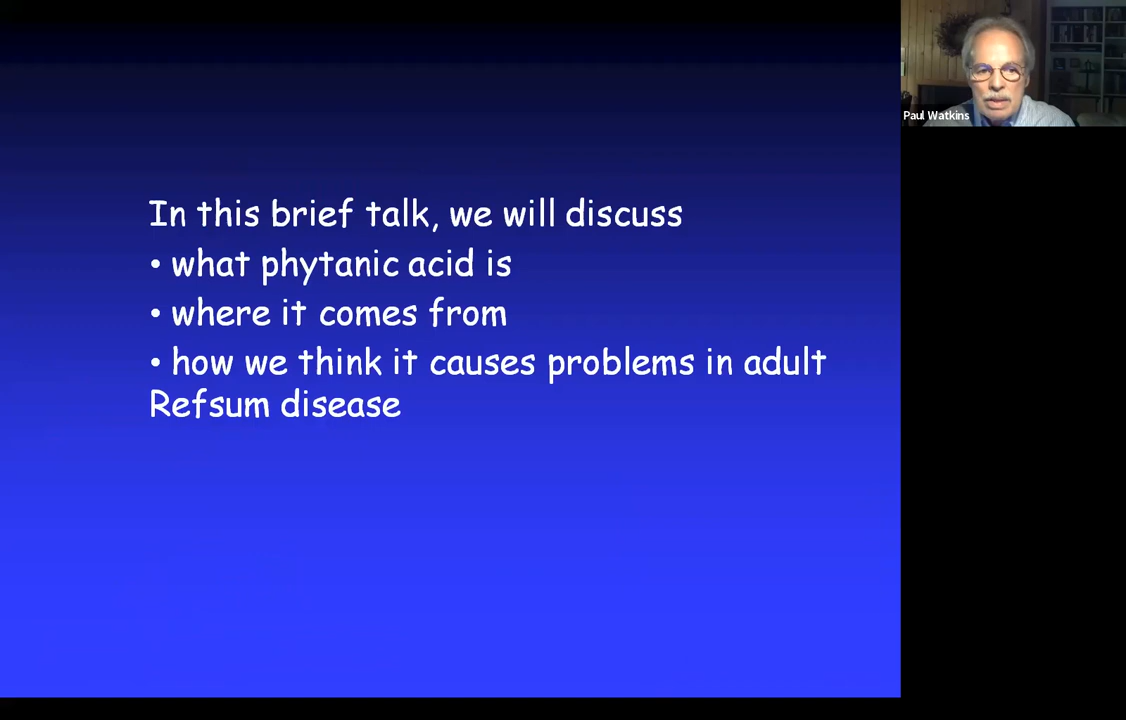 In this brief talk, we will discuss
• what phytanic acid is
• where it comes from
• how we think it causes problems in adult
Refsum disease
Paul Watkins